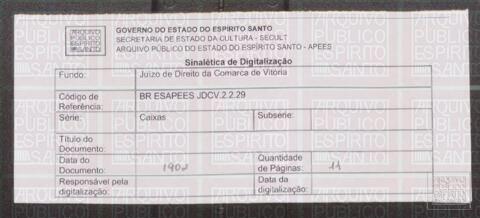 ARQUIVO
PÚBLICO
ESPÍRITO
SANTO
GOVERNO DO ESTADO DO ESPÍRITO SANTO
SECRETARIA DE ESTADO DA CULTURA - SECULT
ARQUIVO PÚBLICO DO ESTADO DO ESPÍRITO SANTO - APEES
Sinalética de Digitalização
Fundo: Juízo de Direito da Comarca de Vitória
Código de Referência: BR ESAPEES JDCV.2.2.29
Série: Caixas Subsérie:
Título do Documento:
Data do Documento: 1902 Quantidade de Páginas: 11
Responsável pela digitalização: Data da digitalização: